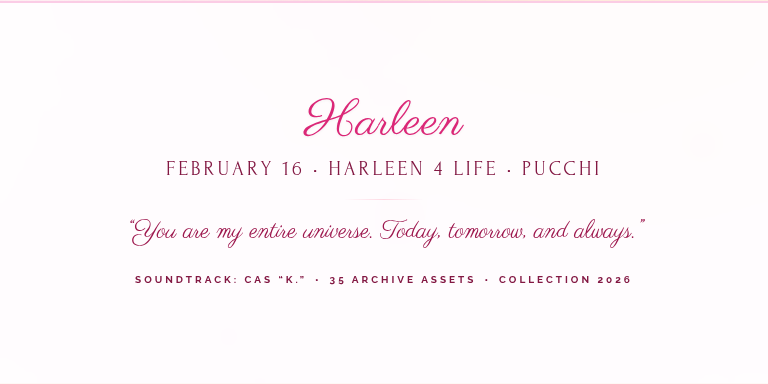 Harleen
FEBRUARY 16 · HARLEEN 4 LIFE · PUCCHI
“You are my entire universe. Today, tomorrow, and always.”
SOUNDTRACK: CAS “K.” · 35 ARCHIVE ASSETS · COLLECTION 2026